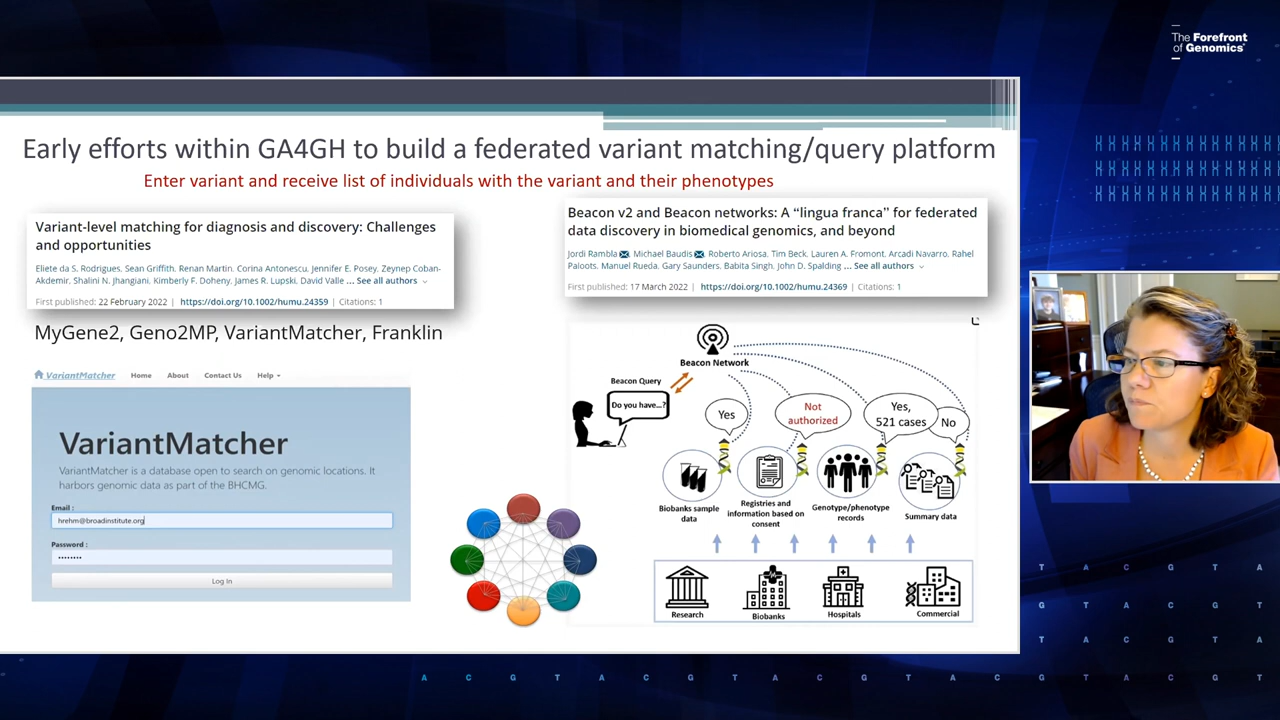 The Forefront
of Genomics
Early efforts within GA4GH to build a federated variant matching/query platform
Enter variant and receive list of individuals with the variant and their phenotypes
Variant-level matching for diagnosis and discovery: Challenges
and opportunities
Eliete da S. Rodrigues, Sean Griffith, Renan Martin, Corina Antonescu, Jennifer E. Posey, Zeynep Coban-
Akdemir, Shalini N. Jhangiani, Kimberly F. Doheny, James R. Lupski, David Valle ... See all authors
First published: 22 February 2022 | https://doi.org/10.1002/humu.24359 | Citations: 1
MyGene2, Geno2MP, VariantMatcher, Franklin
VariantMatcher Home About Contact Us Help
VariantMatcher
VariantMatcher is a database open to search on genomic locations. It
harbors genomic data as part of the BHCMG.
Email :
hrehm@broadinstitute.org
Password :
••••••••
Log In
Beacon v2 and Beacon networks: A “lingua franca” for federated
data discovery in biomedical genomics, and beyond
Jordi Rambla, Michael Baudis, Roberto Ariosa, Tim Beck, Lauren A. Fromont, Arcadi Navarro, Rahel
Paloots, Manuel Rueda, Gary Saunders, Babita Singh, John D. Spalding ... See all authors
First published: 17 March 2022 | https://doi.org/10.1002/humu.24369 | Citations: 1
Beacon Network
Beacon Query
Do you have...?
Yes
Not
authorized
Yes,
521 cases
No
Biobanks sample
data
Registries and
information based on
consent
Genotype/phenotype
records
Summary data
Research
Biobanks
Hospitals
Commercial
T A C G T A
G T A C G T
T A C G T A
A C G T A C G T A C G T A C G T A C G T